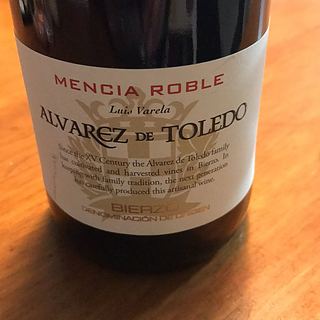 MENCIA ROBLE
Luis Varela
ALVAREZ DE TOLEDO
Since the XV Century the Alvarez de Toledo family
has cultivated and harvested vines in Bierzo. In
keeping with family tradition, the next generation
has carefully produced this artisanal wine.
BIERZO
DENOMINACIÓN DE ORIGEN